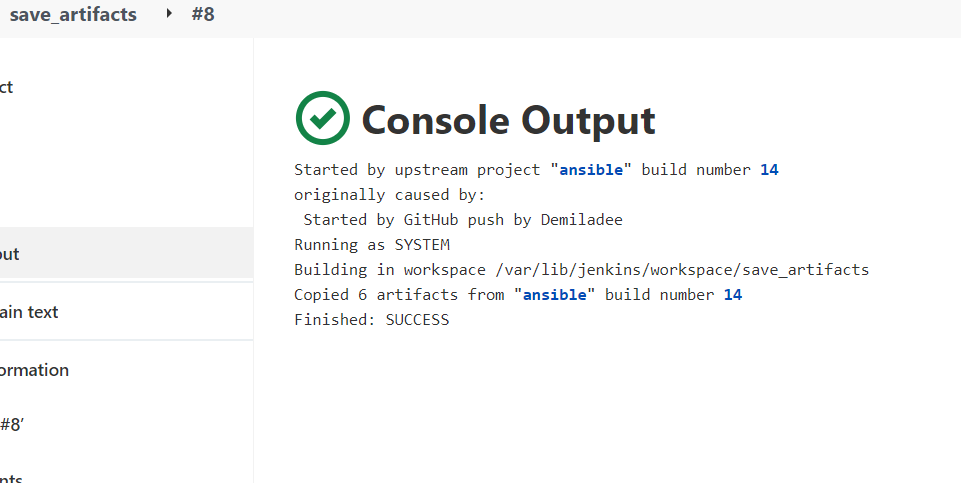 save_artifacts
#8
ct
Console Output
Started by upstream project "ansible" build number 14
originally caused by:
Started by GitHub push by Demiladee
Running as SYSTEM
put
Building in workspace /var/lib/jenkins/workspace/save_artifacts
Copied 6 artifacts from "ansible" build number 14
ain text
Finished: SUCCESS
ormation
#8'
nts